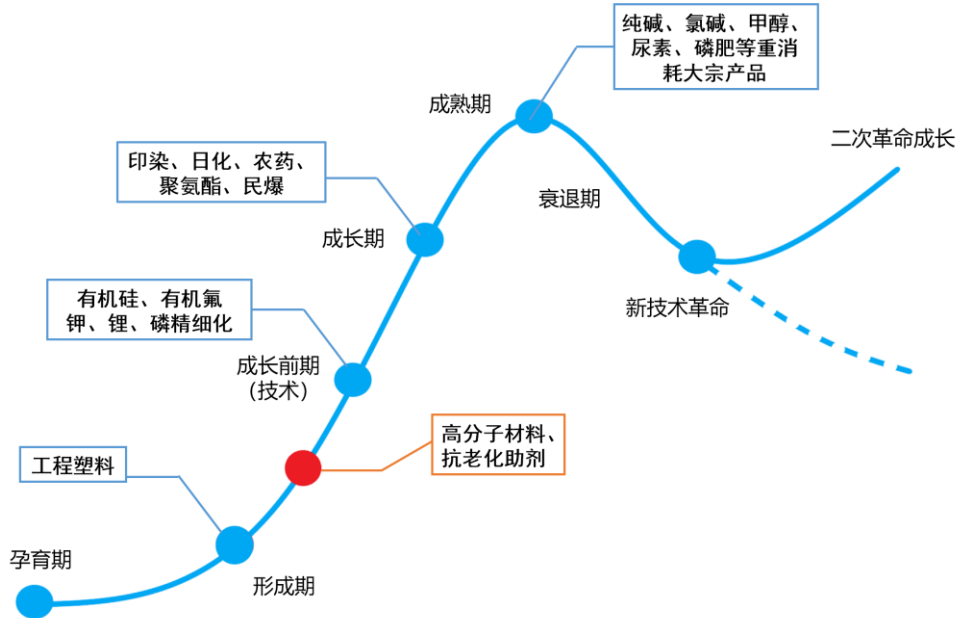 纯碱、氯碱、甲醇、
尿素、磷肥等重消
耗大宗产品
成熟期
二次革命成长
印染、日化、农药、
聚氨酯、民爆
衰退期
成长期
新技术革命
有机硅、有机氟
钾、锂、磷精细化
成长前期
（技术）
高分子材料、
抗老化助剂
工程塑料
孕育期
形成期